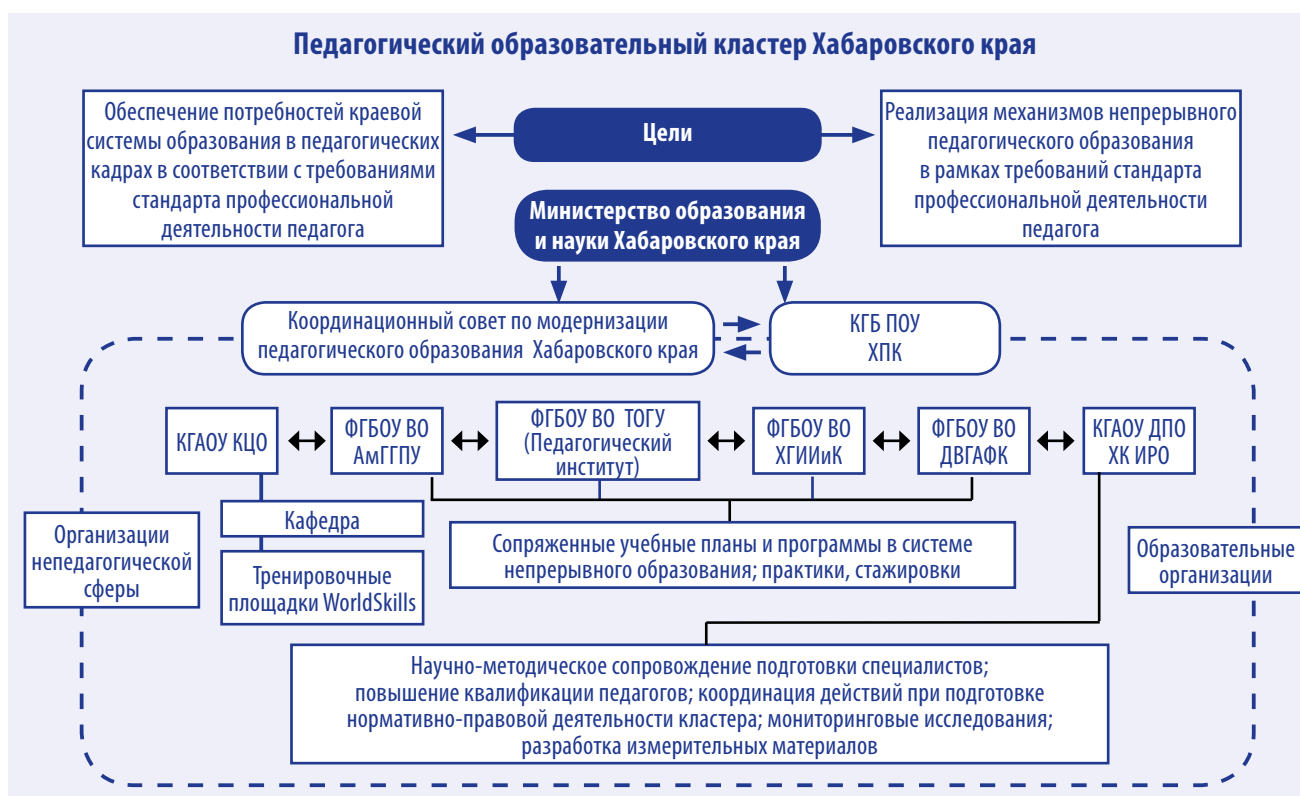 Педагогический образовательный кластер Хабаровского края
Обеспечение потребностей краевой
системы образования в педагогических
кадрах в соответствии с требованиями
стандарта профессиональной
деятельности педагога
Цели
Реализация механизмов непрерывного
педагогического образования
в рамках требований стандарта
профессиональной деятельности
педагога
Министерство образования
и науки Хабаровского края
Координационный совет по модернизации
педагогического образования Хабаровского края
КГБ ПОУ
ХПК
КГАОУ КЦО
ФГБОУ ВО
АмГГПУ
ФГБОУ ВО ТОГУ
(Педагогический
институт)
ФГБОУ ВО
ХГИИиК
ФГБОУ ВО
ДВГАФК
КГАОУ ДПО
ХК ИРО
Кафедра
Тренировочные
площадки WorldSkills
Организации
непедагогической
сферы
Сопряженные учебные планы и программы в системе
непрерывного образования; практики, стажировки
Образовательные
организации
Научно-методическое сопровождение подготовки специалистов;
повышение квалификации педагогов; координация действий при подготовке
нормативно-правовой деятельности кластера; мониторинговые исследования;
разработка измерительных материалов